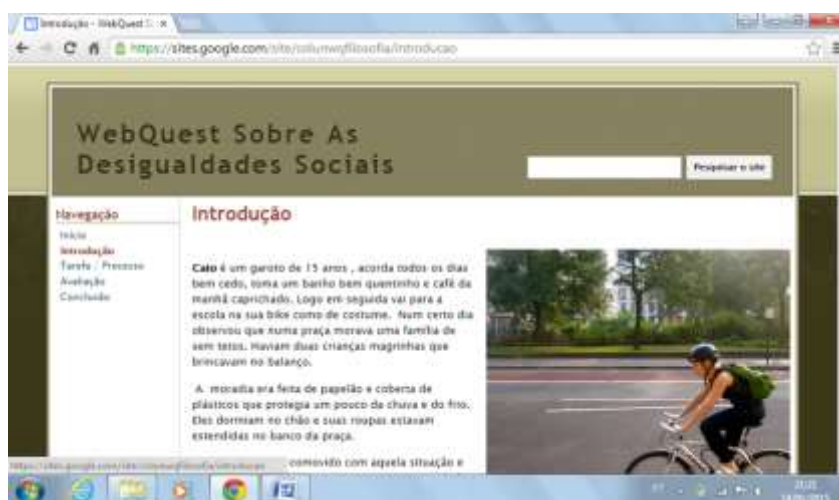 Introdução - WebQuest S
https://sites.google.com/site/
/introducao
WebQuest Sobre As
Desigualdades Sociais
Pesquisar o site
Navegação
Início
Introdução
Tarefa / Processo
Avaliação
Conclusão
Introdução
Caio é um garoto de 15 anos , acorda todos os dias
bem cedo, toma um banho bem quentinho e café da
manhã caprichado. Logo em seguida vai para a
escola na sua bike como de costume. Num certo dia
observou que numa praça morava uma família de
sem tetos. Haviam duas crianças magrinhas que
brincavam no balanço.
A moradia era feita de papelão e coberta de
plásticos que protegia um pouco da chuva e do frio.
Eles dormiam no chão e suas roupas estavam
estendidas no banco da praça.
comovido com aquela situação e
PT